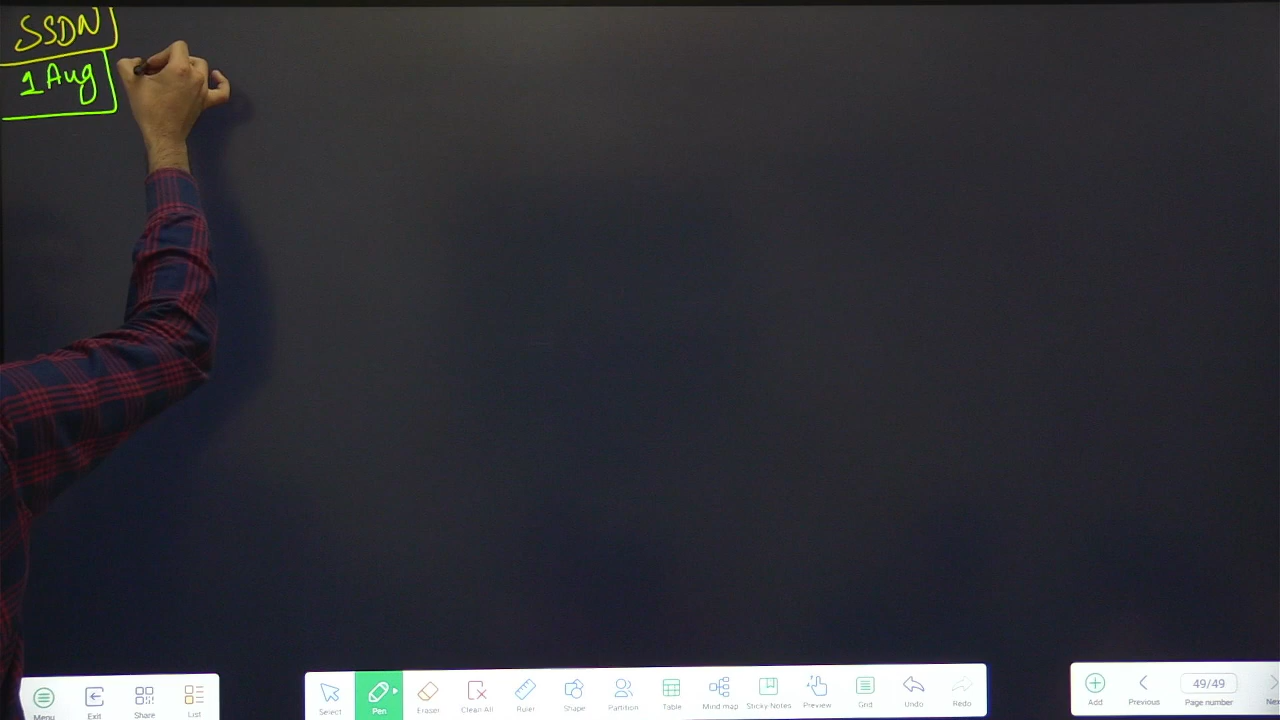 SSDN
1 Aug
Menu Exit Share List Select Pen Eraser Clean All Ruler Shape Partition Table Mind map Sticky Notes Preview Grid Undo Redo Add Previous 49/49 Page number